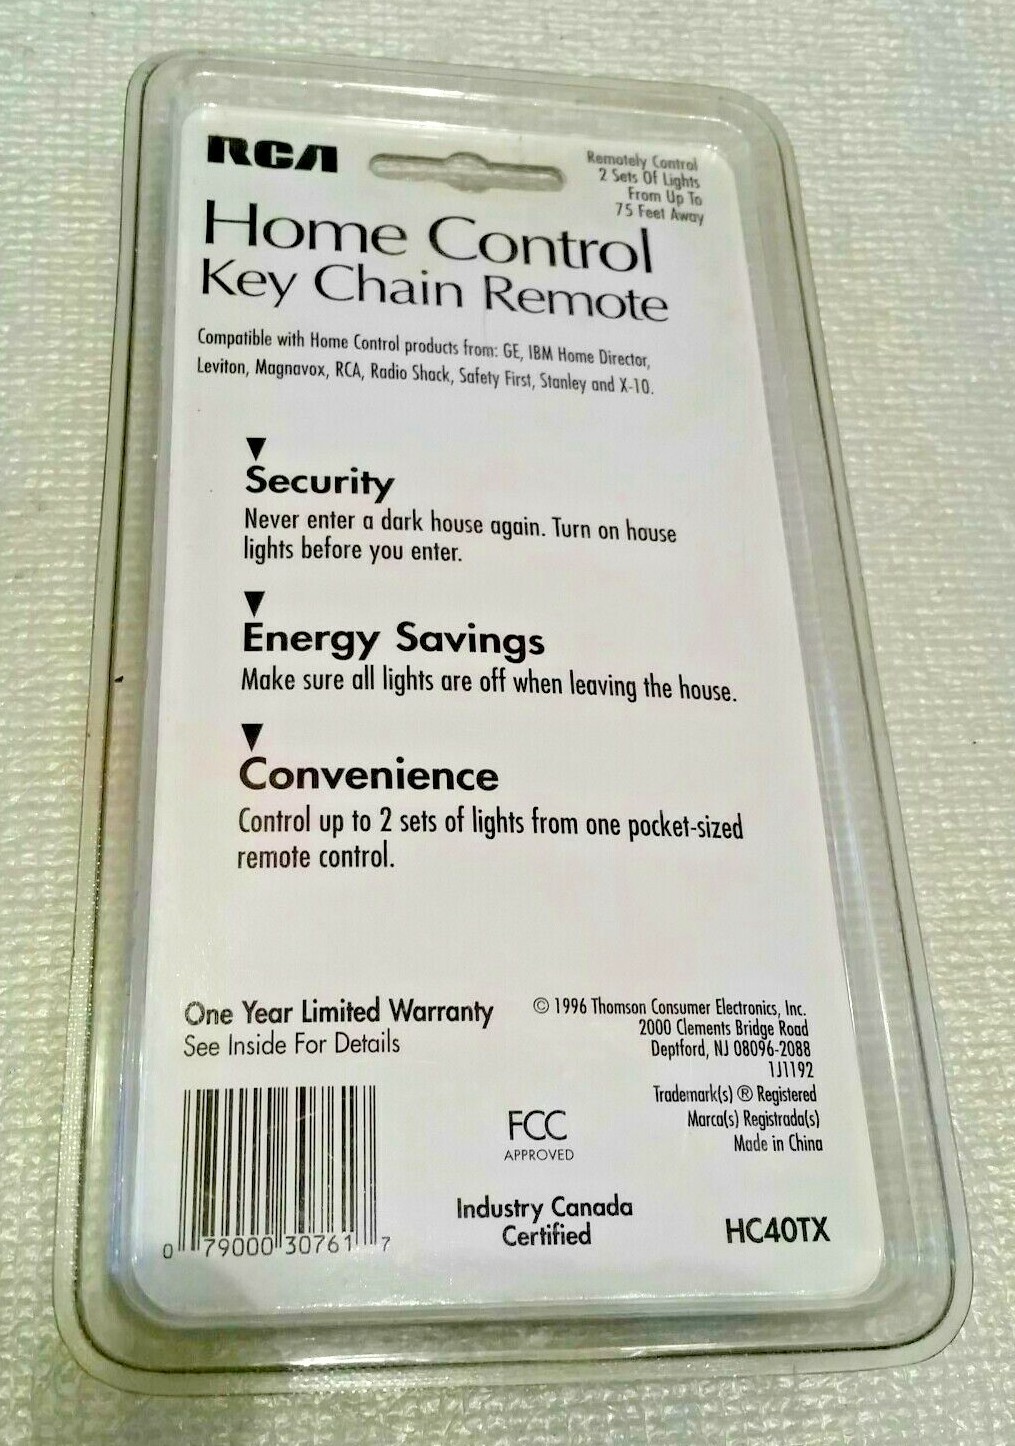 RCA
Remotely Control
2 Sets Of Lights
From Up To
75 Feet Away
Home Control
Key Chain Remote
Compatible with Home Control products from: GE, IBM Home Director,
Leviton, Magnavox, RCA, Radio Shack, Safety First, Stanley and X-10.
Security
Never enter a dark house again. Turn on house
lights before you enter.
Energy Savings
Make sure all lights are off when leaving the house.
Convenience
Control up to 2 sets of lights from one pocket-sized
remote control.
One Year Limited Warranty
See Inside For Details
© 1996 Thomson Consumer Electronics, Inc.
2000 Clements Bridge Road
Deptford, NJ 08096-2088
1J1192
Trademark(s) ® Registered
Marca(s) Registrada(s)
Made in China
FCC
APPROVED
Industry Canada
Certified
HC40TX
0 79000 30761 7